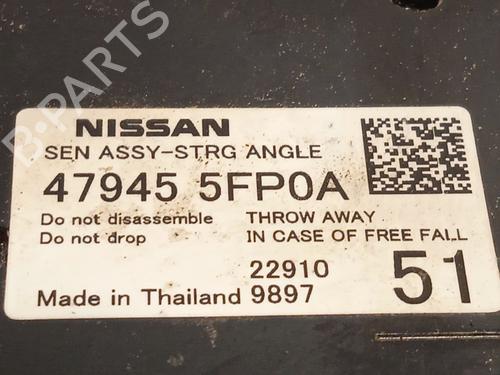 NISSAN
SEN ASSY-STRG ANGLE
47945 5FP0A
Do not disassemble THROW AWAY
Do not drop IN CASE OF FREE FALL
22910
Made in Thailand 9897 51
B-PARTS